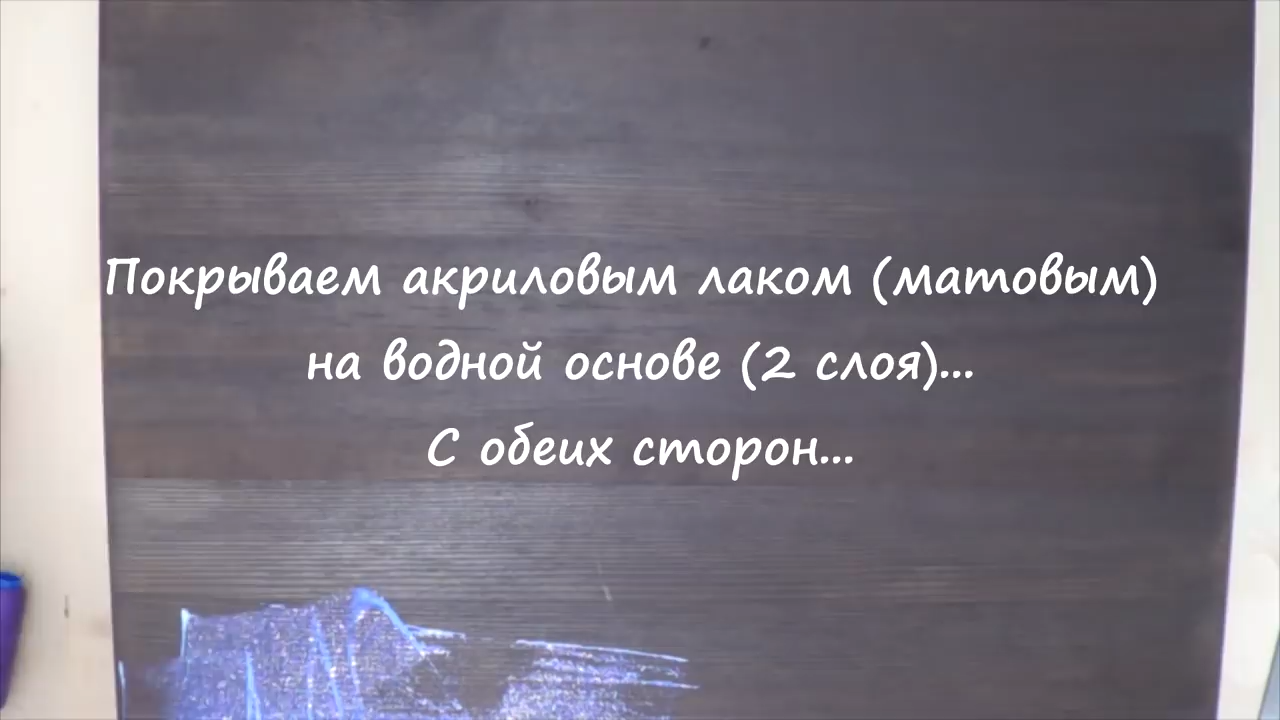 Покрываем акриловым лаком (матовым)
на водной основе (2 слоя)...
С обеих сторон...